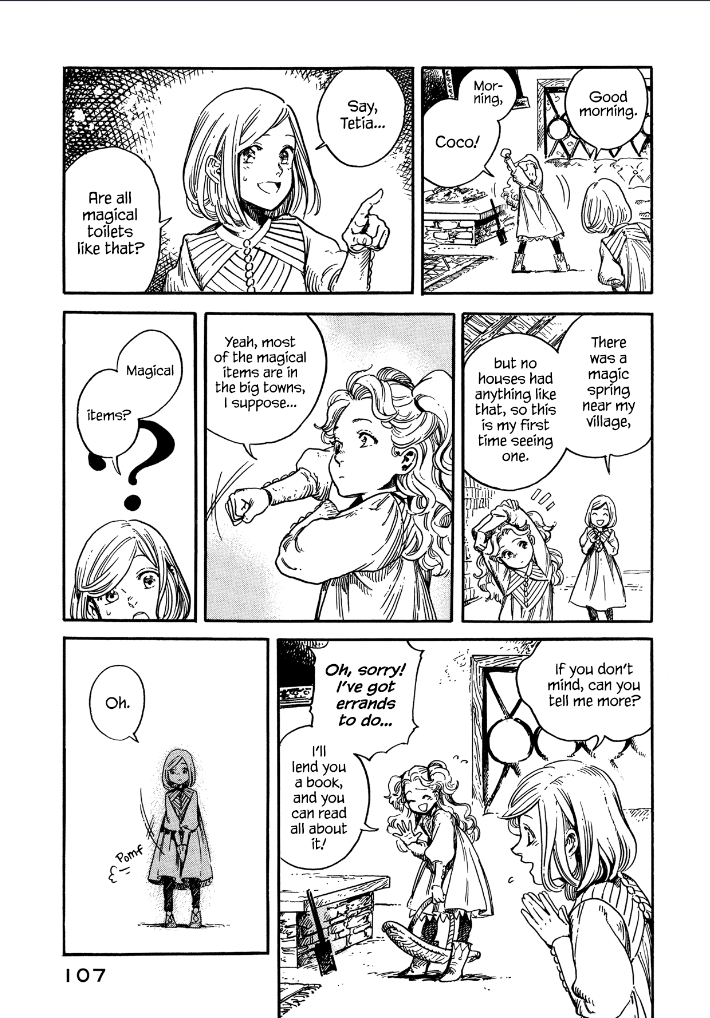 Good
morning.
Mor-
ning,
Coco!
Say,
Tetia...
Are all
magical
toilets
like that?
There
was a
magic
spring
near my
village,
but no
houses had
anything like
that, so this
is my first
time seeing
one.
Yeah, most
of the magical
items are in
the big towns,
I suppose...
Magical
items?
?
If you don't
mind, can you
tell me more?
Oh, sorry!
I've got
errands
to do...
I'll
lend you
a book,
and you
can read
all about
it!
Oh.
Pomf
107